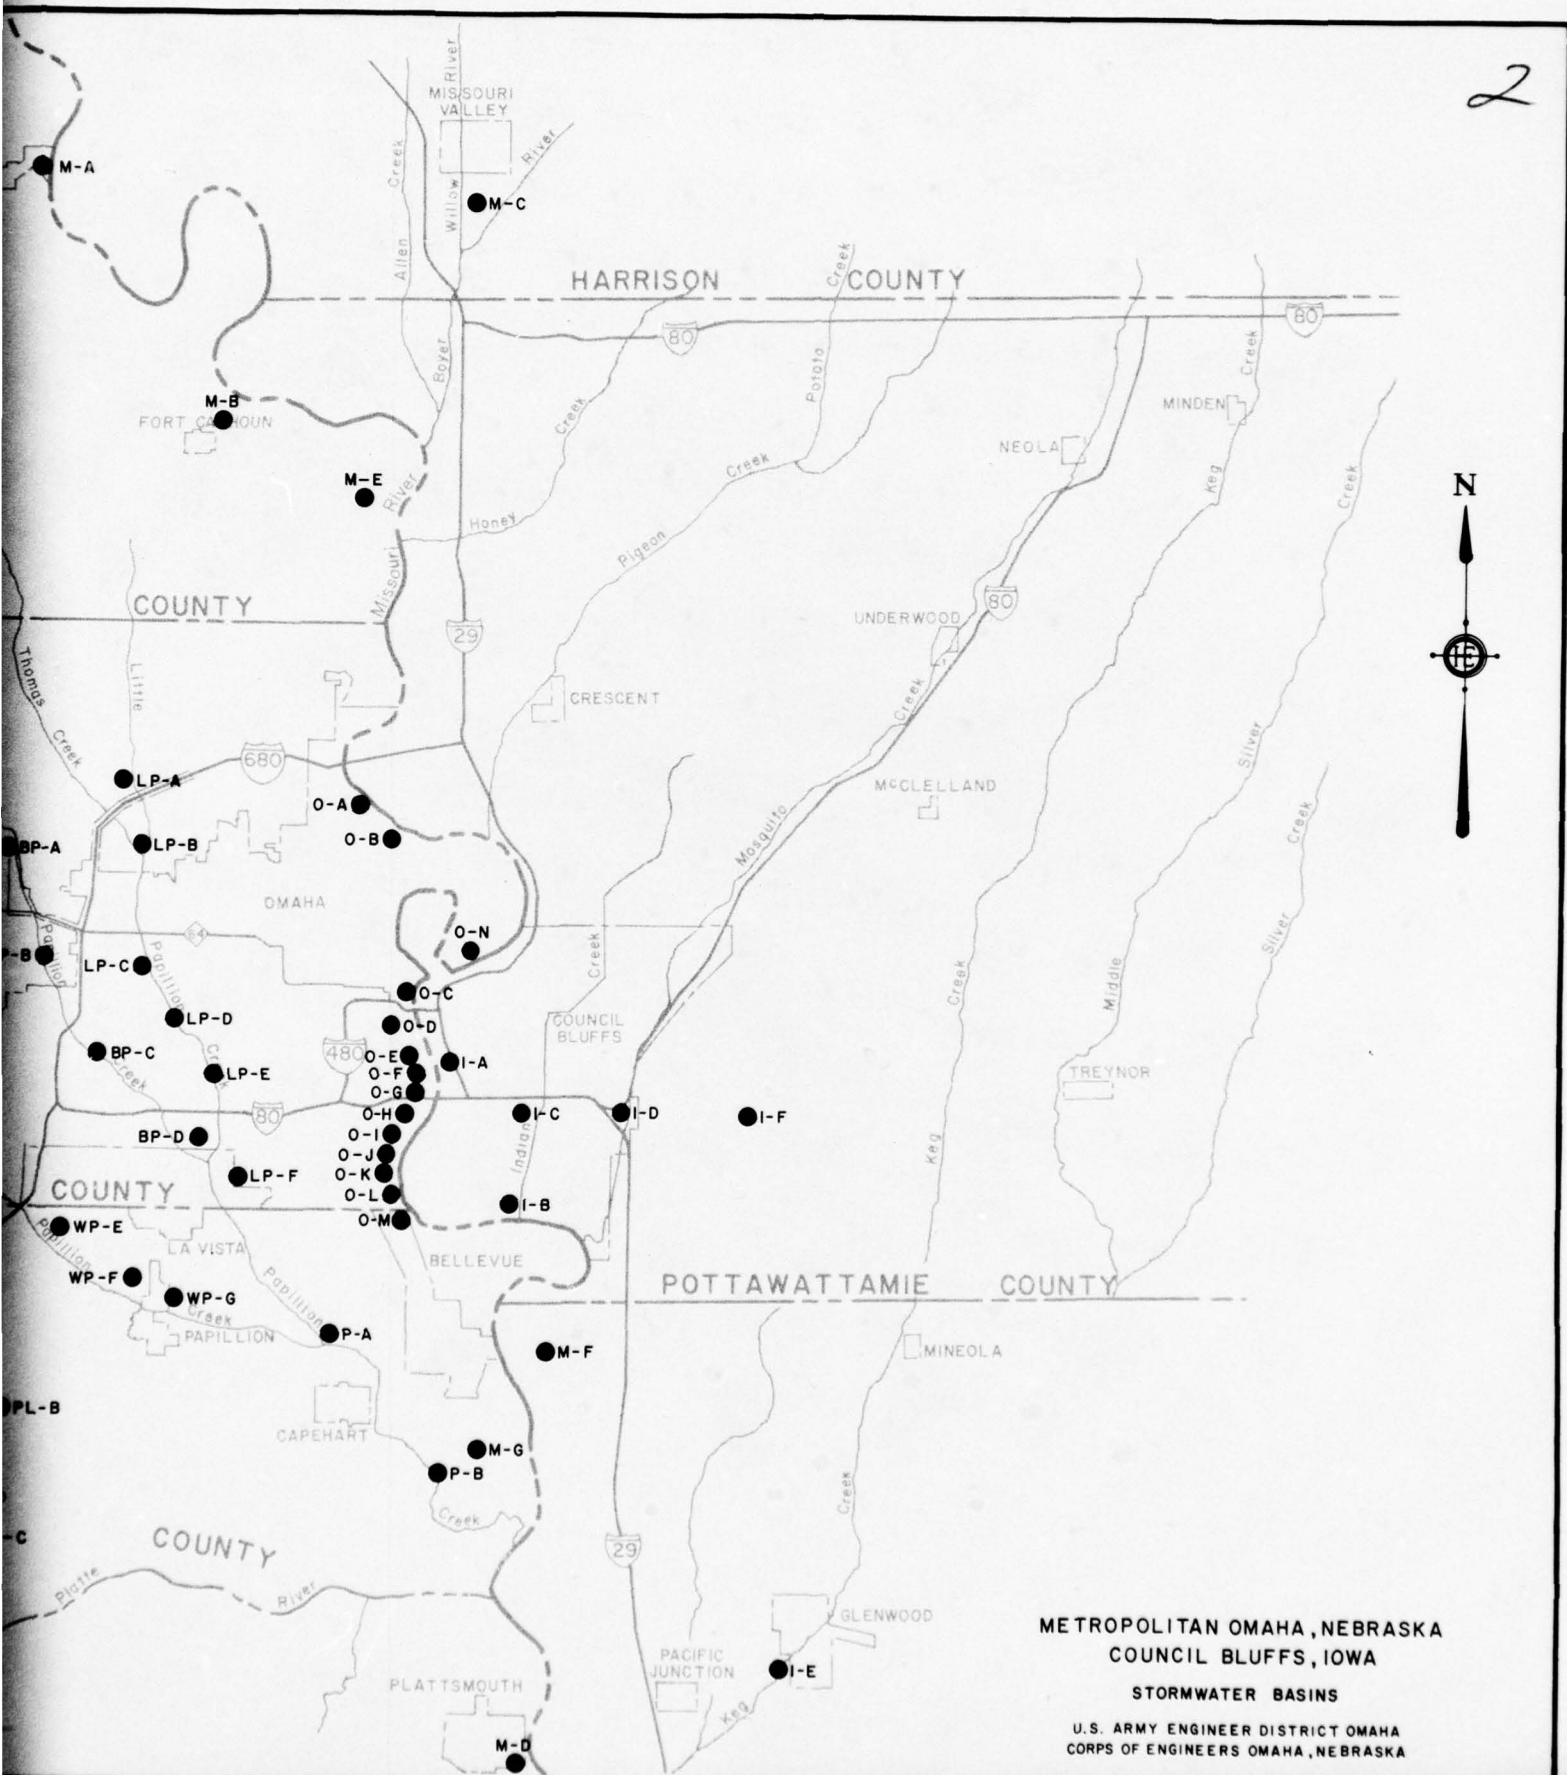 2
River
MISSOURI
VALLEY
M-A
Creek
River
Willow
M-C
Allen
Creek
HARRISON COUNTY
80
80
Boyer
Potato
Creek
M-B
FORT CALHOUN
Creek
MINDEN
NEOLA
Creek
Keg
Creek
M-E
River
N
Honey
Pigeon
Missouri
COUNTY
80
UNDERWOOD
29
Thomas
Little
HE
CRESCENT
Creek
Creek
680
Silver
LP-A
McCLELLAND
O-A
O-B
Mosquito
Creek
BP-A
LP-B
OMAHA
64
O-N
Creek
Silver
P-B
Papillion
LP-C
Papillion
Creek
Middle
O-C
LP-D
O-D
COUNCIL
BLUFFS
BP-C
Creek
Creek
480
O-E
I-A
LP-E
O-F
TREYNOR
O-G
80
O-H
I-C
I-D
I-F
BP-D
O-I
Indian
O-J
Keg
LP-F
O-K
COUNTY
O-L
I-B
O-M
WP-E
Papillion
LA VISTA
BELLEVUE
WP-F
Papillion
POTTAWATTAMIE COUNTY
WP-G
Creek
PAPILLION
P-A
M-F
MINEOLA
PL-B
CAPEHART
M-G
P-B
Creek
Creek
-C
COUNTY
29
Platte
River
GLENWOOD
METROPOLITAN OMAHA, NEBRASKA
COUNCIL BLUFFS, IOWA
PACIFIC
JUNCTION
I-E
PLATTSMOUTH
STORMWATER BASINS
Keg
U.S. ARMY ENGINEER DISTRICT OMAHA
M-D
CORPS OF ENGINEERS OMAHA, NEBRASKA